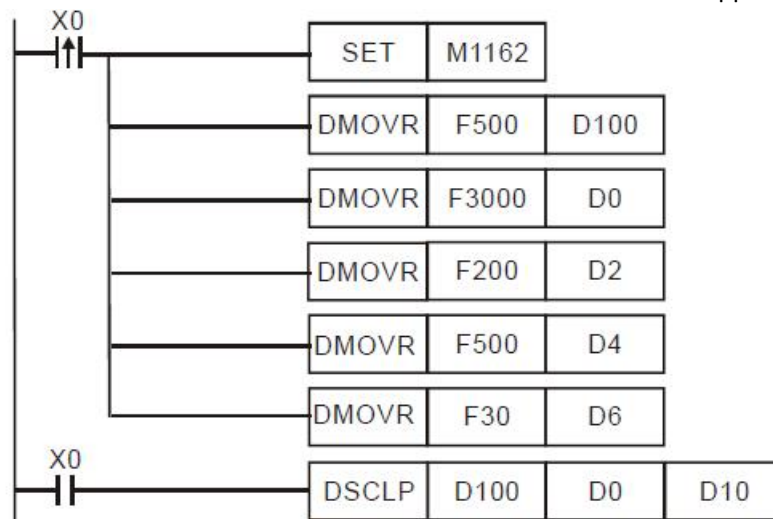 X0
SET M1162
DMOVR F500 D100
DMOVR F3000 D0
DMOVR F200 D2
DMOVR F500 D4
DMOVR F30 D6
X0
DSCLP D100 D0 D10